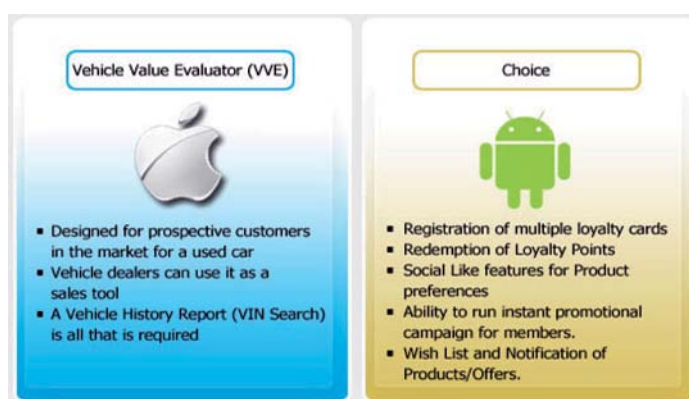 Vehicle Value Evaluator (VVE)
▪ Designed for prospective customers
in the market for a used car
▪ Vehicle dealers can use it as a
sales tool
▪ A Vehicle History Report (VIN Search)
is all that is required
Choice
▪ Registration of multiple loyalty cards
▪ Redemption of Loyalty Points
▪ Social Like features for Product
preferences
▪ Ability to run instant promotional
campaign for members.
▪ Wish List and Notification of
Products/Offers.